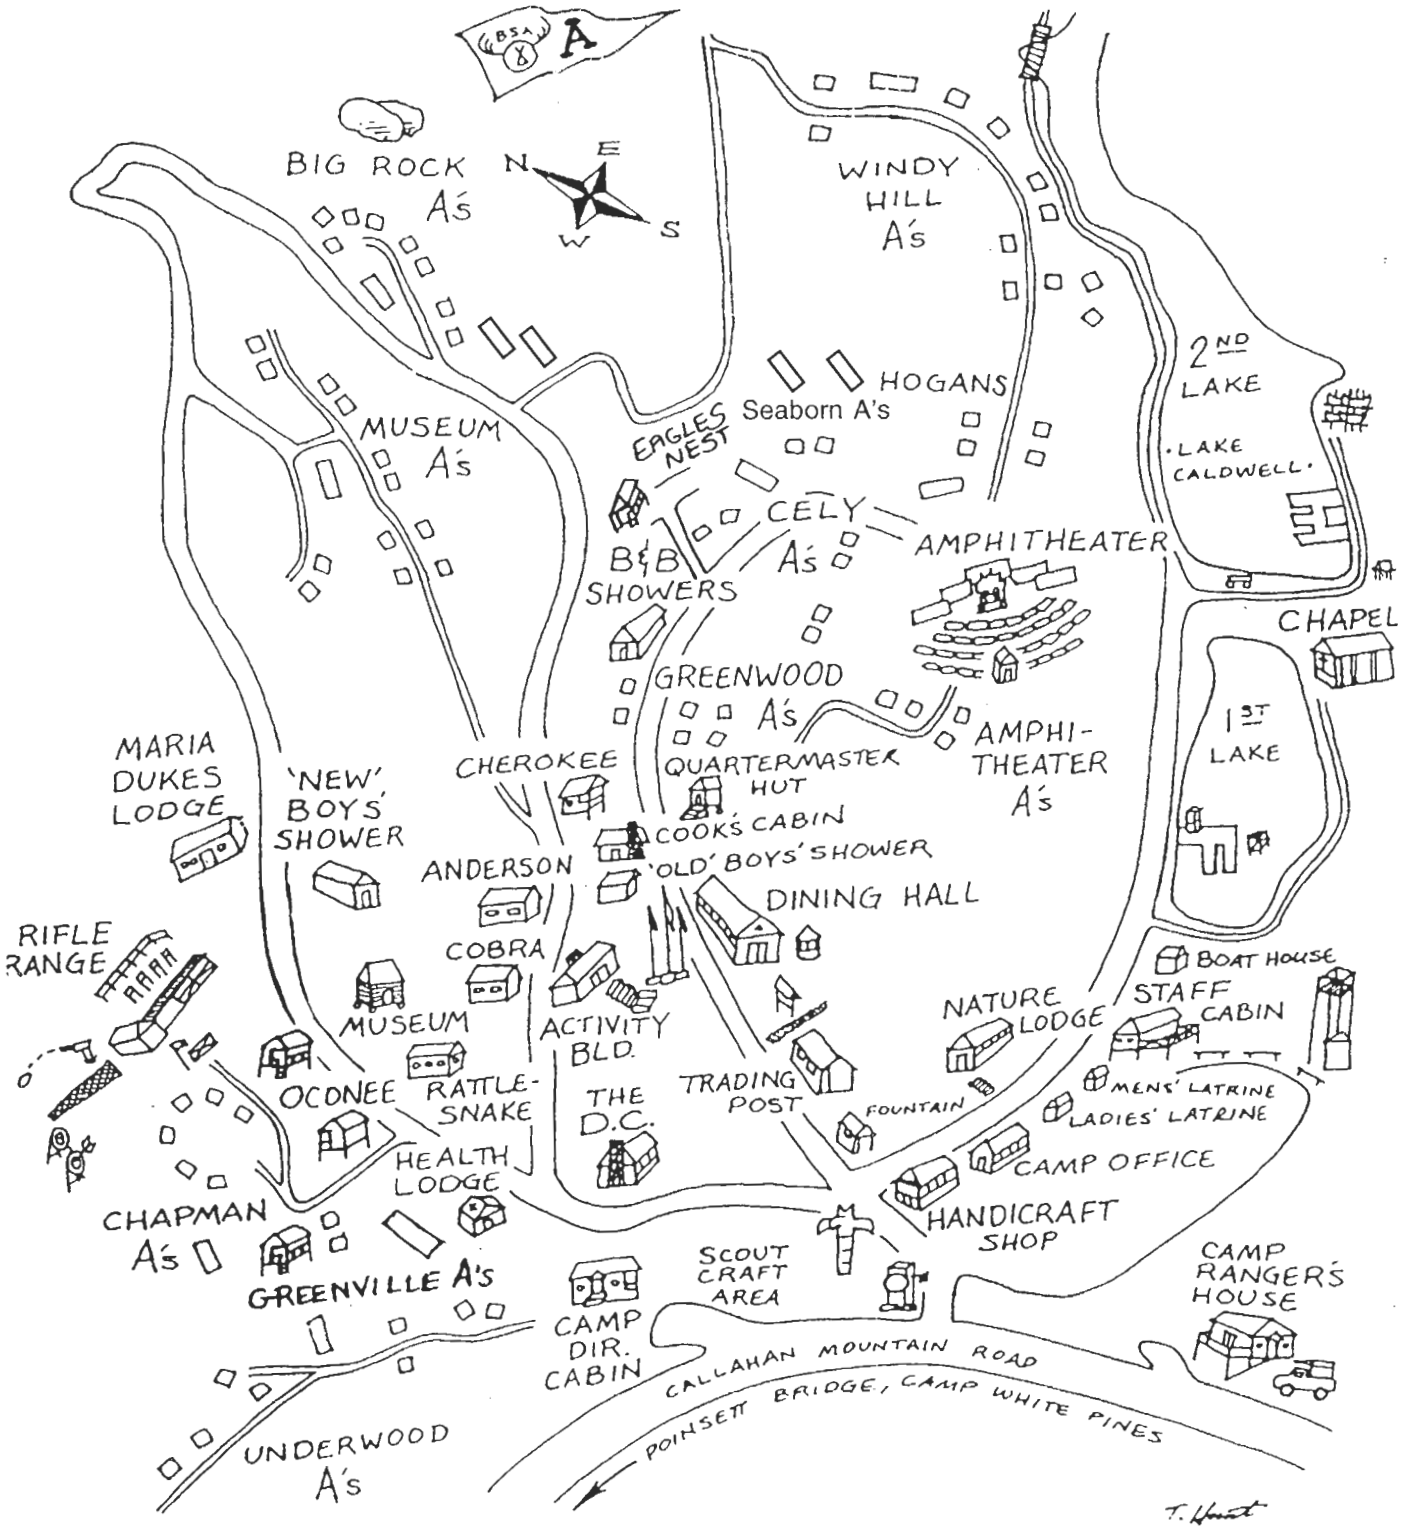 BSA
A
BIG ROCK
A's
N
E
W
S
WINDY
HILL
A's
2ND
LAKE
• LAKE
CALDWELL •
HOGANS
Seaborn A's
EAGLES
NEST
MUSEUM
A's
CELY
A's
B&B
SHOWERS
AMPHITHEATER
CHAPEL
GREENWOOD
A's
1ST
LAKE
AMPHI-
THEATER
A's
MARIA
DUKES
LODGE
'NEW'
BOYS'
SHOWER
CHEROKEE
QUARTERMASTER
HUT
COOK'S CABIN
'OLD' BOYS' SHOWER
ANDERSON
DINING HALL
RIFLE
RANGE
COBRA
BOAT HOUSE
STAFF
CABIN
NATURE
LODGE
MUSEUM
ACTIVITY
BLD.
OCONEE
RATTLE-
SNAKE
THE
D.C.
TRADING
POST
FOUNTAIN
MENS' LATRINE
LADIES' LATRINE
HEALTH
LODGE
CAMP OFFICE
CHAPMAN
A's
HANDICRAFT
SHOP
SCOUT
CRAFT
AREA
CAMP
RANGER'S
HOUSE
GREENVILLE A's
CAMP
DIR.
CABIN
CALLAHAN MOUNTAIN ROAD
POINSETT BRIDGE, CAMP WHITE PINES
UNDERWOOD
A's
T. Hunt